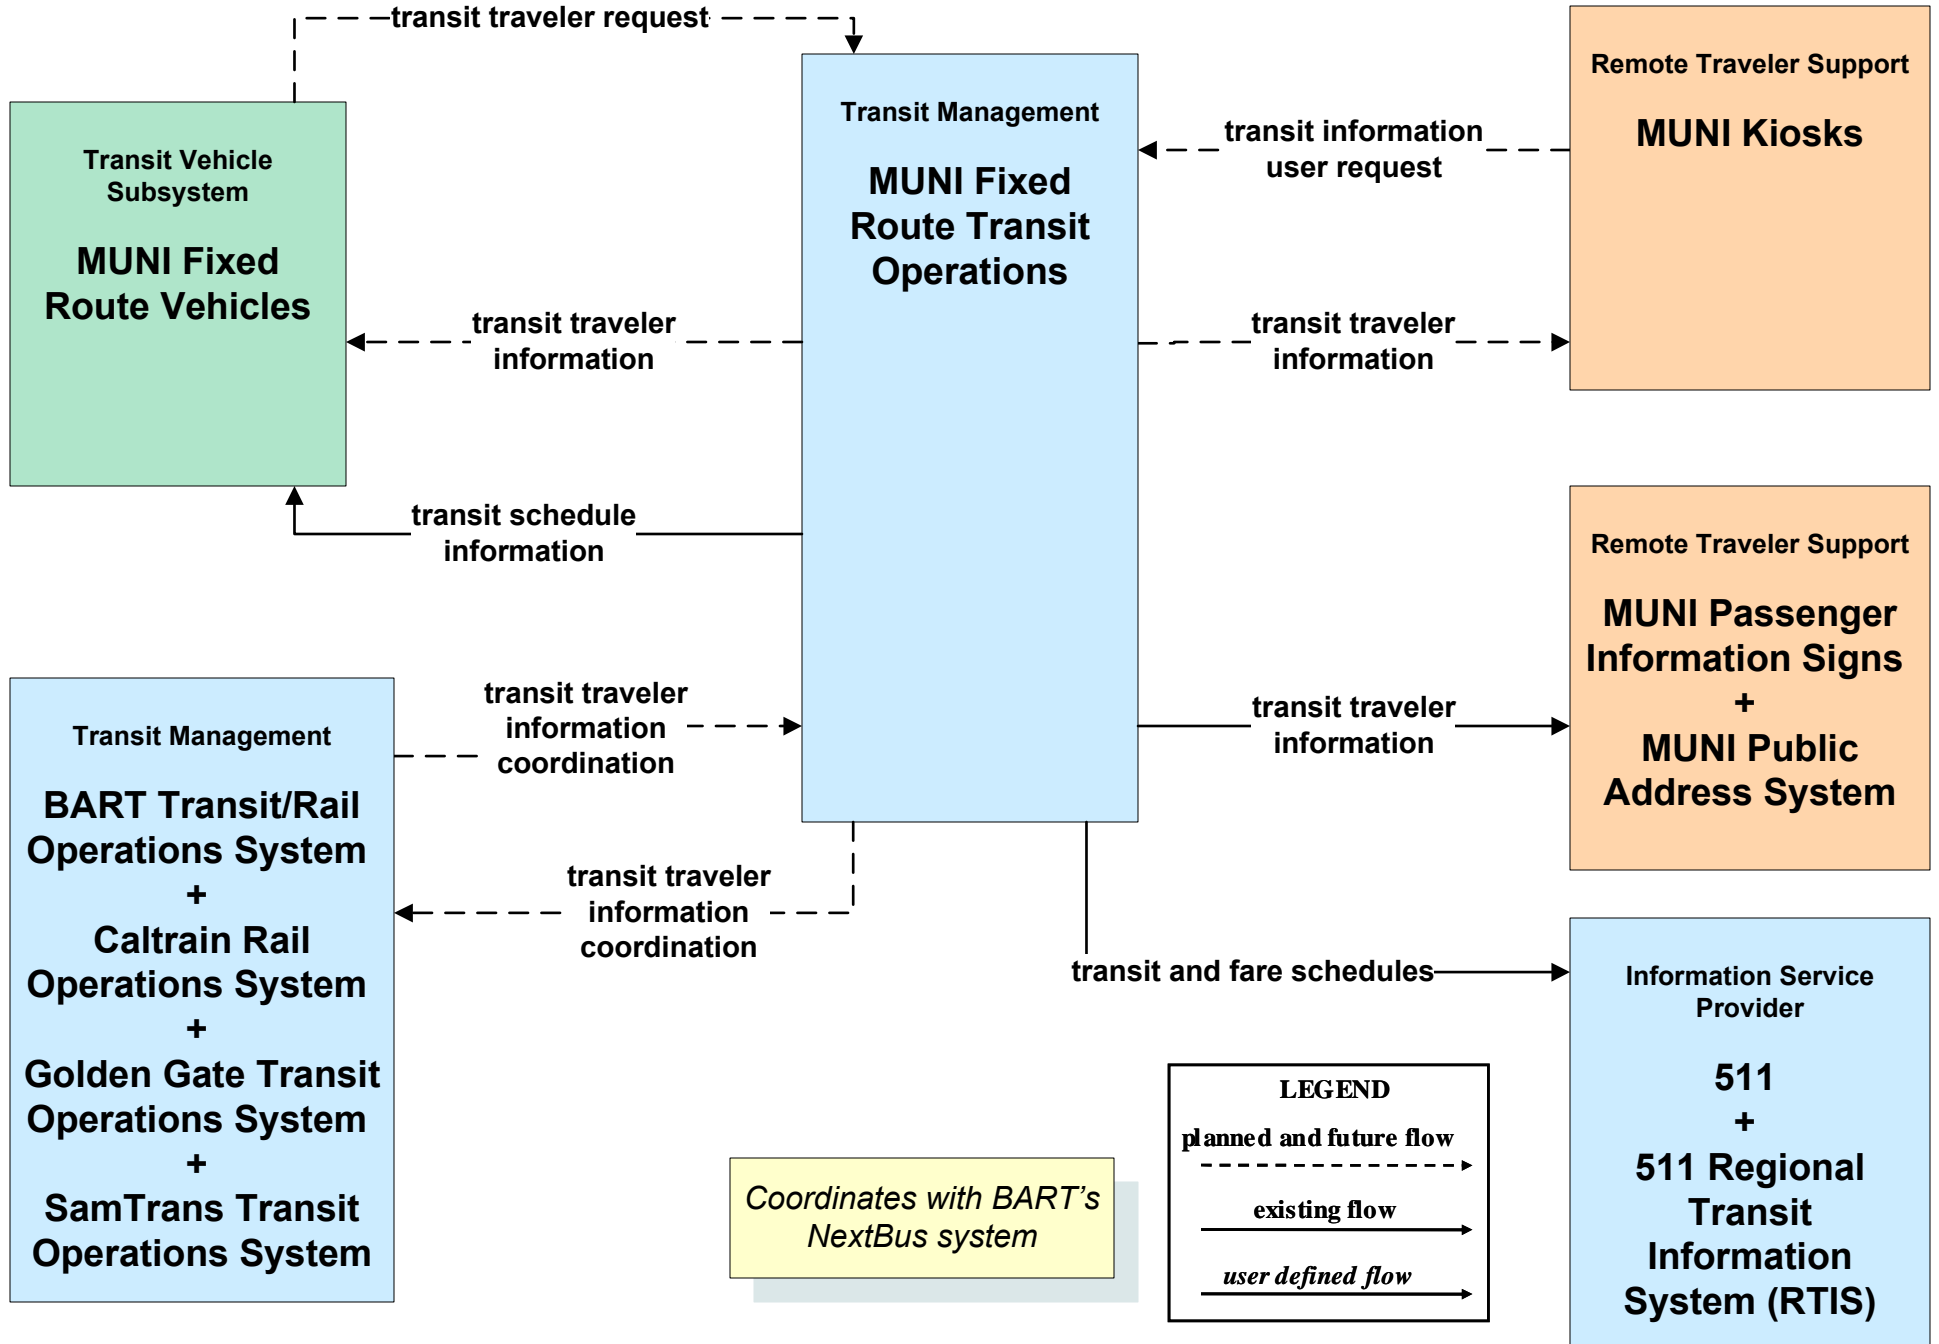 transit traveler request
Transit Vehicle
Subsystem
MUNI Fixed
Route Vehicles
Transit Management
MUNI Fixed
Route Transit
Operations
Remote Traveler Support
MUNI Kiosks
transit information
user request
transit traveler
information
transit traveler
information
transit schedule
information
Remote Traveler Support
MUNI Passenger
Information Signs
+
MUNI Public
Address System
transit traveler
information
Transit Management
BART Transit/Rail
Operations System
+
Caltrain Rail
Operations System
+
Golden Gate Transit
Operations System
+
SamTrans Transit
Operations System
transit traveler
information
coordination
transit traveler
information
coordination
transit and fare schedules
Information Service
Provider
511
+
511 Regional
Transit
Information
System (RTIS)
Coordinates with BART’s
NextBus system
LEGEND
planned and future flow
existing flow
user defined flow